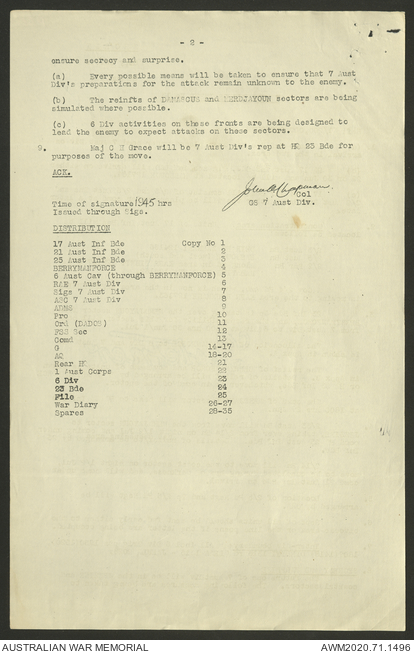 - 2 -
ensure secrecy and surprise.
(a) Every possible means will be taken to ensure that 7 Aust
Div's preparations for the attack remain unknown to the enemy.
(b) The reinfts of DAMASCUS and MERDJAYOUN sectors are being
simulated where possible.
(c) 6 Div activities on these fronts are being designed to
lead the enemy to expect attacks on these sectors.
9. Maj C Grace will be 7 Aust Div's rep at HQ 23 Bde for
purposes of the move.
ACK.
Col
Time of signature 1945 hrs GS 7 Aust Div.
Issued through Sigs.
DISTRIBUTION
17 Aust Inf Bde Copy No 1
21 Aust Inf Bde 2
25 Aust Inf Bde 3
BERRYMANFORCE 4
6 Aust Cav (through BERRYMANFORCE) 5
RAE 7 Aust Div 6
Sigs 7 Aust Div 7
ASC 7 Aust Div 8
ADMS 9
Pro 10
Ord (DADOS) 11
FSS Sec 12
Comd 13
G 14-17
AQ 18-20
Rear HQ 21
1 Aust Corps 22
6 Div 23
23 Bde 24
File 25
War Diary 26-27
Spares 28-35
AUSTRALIAN WAR MEMORIAL
AWM2020.71.1496